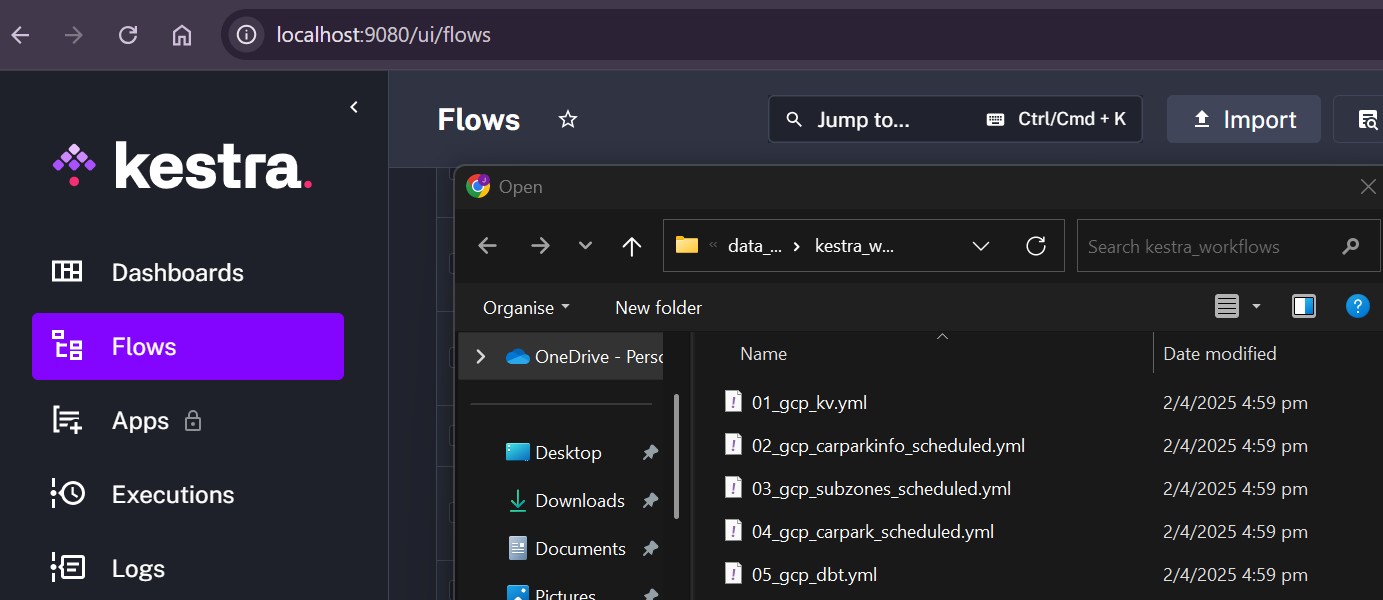 localhost:9080/ui/flows
Flows
Jump to...
Ctrl/Cmd + K
Import
kestra.
Open
data_...
kestra_w...
Search kestra_workflows
Dashboards
Organise
New folder
Flows
OneDrive - Perso
Name
Date modified
Apps
01_gcp_kv.yml 2/4/2025 4:59 pm
Desktop
02_gcp_carparkinfo_scheduled.yml 2/4/2025 4:59 pm
Executions
Downloads
03_gcp_subzones_scheduled.yml 2/4/2025 4:59 pm
Documents
04_gcp_carpark_scheduled.yml 2/4/2025 4:59 pm
Logs
Pictures
05_gcp_dbt.yml 2/4/2025 4:59 pm